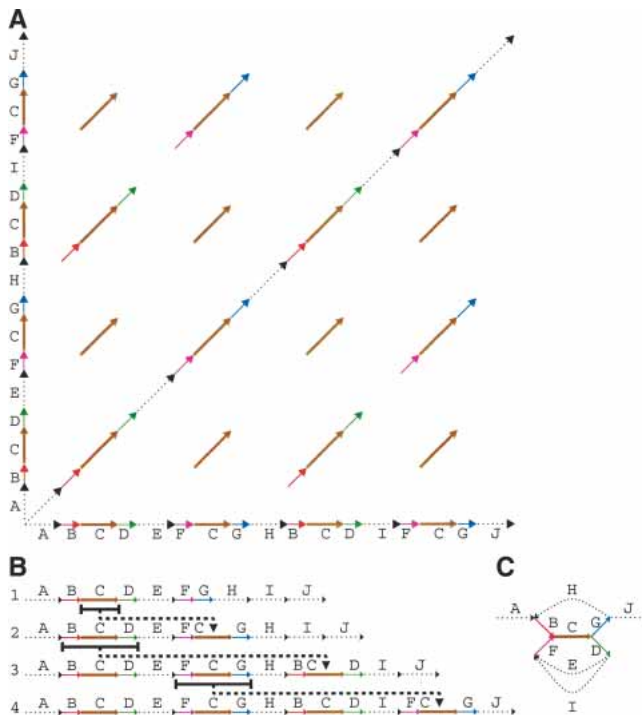 A
J
G
C
F
I
D
C
B
H
G
C
F
E
D
C
B
A
A B C D E F C G H B C D I F C G J
B
1 A B C D E F G H I J
2 A B C D E F C G H I J
3 A B C D E F C G H B C D I J
4 A B C D E F C G H B C D I F C G J
C
H
A B C G J
F E D
I